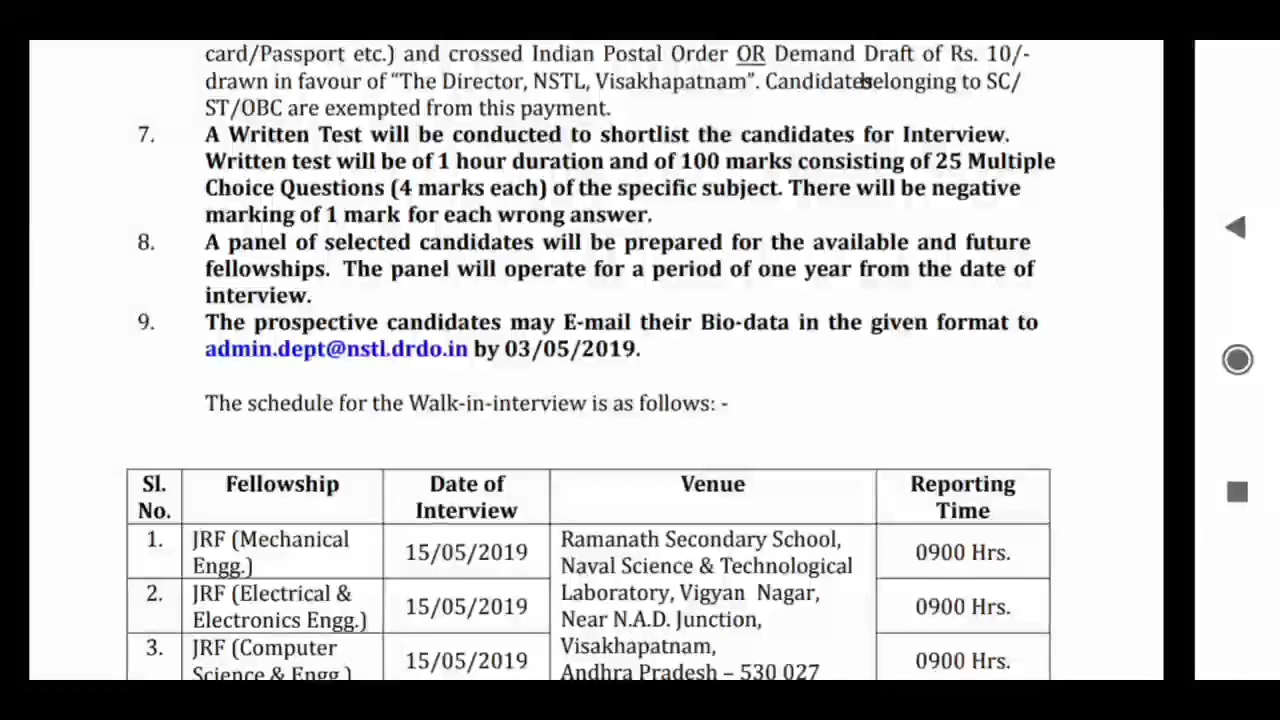 card/Passport etc.) and crossed Indian Postal Order OR Demand Draft of Rs. 10/-
drawn in favour of “The Director, NSTL, Visakhapatnam”. Candidates belonging to SC/
ST/OBC are exempted from this payment.
7. A Written Test will be conducted to shortlist the candidates for Interview.
Written test will be of 1 hour duration and of 100 marks consisting of 25 Multiple
Choice Questions (4 marks each) of the specific subject. There will be negative
marking of 1 mark for each wrong answer.
8. A panel of selected candidates will be prepared for the available and future
fellowships. The panel will operate for a period of one year from the date of
interview.
9. The prospective candidates may E-mail their Bio-data in the given format to
admin.dept@nstl.drdo.in by 03/05/2019.
The schedule for the Walk-in-interview is as follows: -
Sl. No. Fellowship Date of Interview Venue Reporting Time
1. JRF (Mechanical Engg.) 15/05/2019 0900 Hrs.
2. JRF (Electrical & Electronics Engg.) 15/05/2019 0900 Hrs.
3. JRF (Computer Science & Engg.) 15/05/2019 0900 Hrs.
Ramanath Secondary School,
Naval Science & Technological
Laboratory, Vigyan Nagar,
Near N.A.D. Junction,
Visakhapatnam,
Andhra Pradesh – 530 027